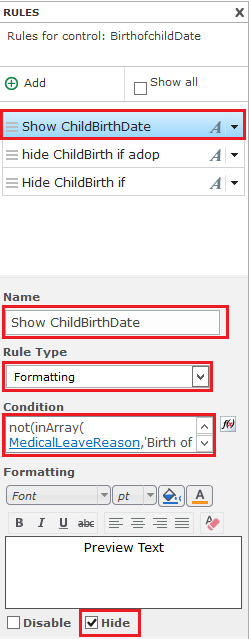 RULES
Rules for control: BirthofchildDate
Add
Show all
Show ChildBirthDate
A
hide ChildBirth if adop
A
Hide ChildBirth if
A
Name
Show ChildBirthDate
Rule Type
Formatting
Condition
not(inArray(
MedicalLeaveReason,'Birth of
f(x)
Formatting
Font
pt
A
B I U abc
Preview Text
Disable
Hide